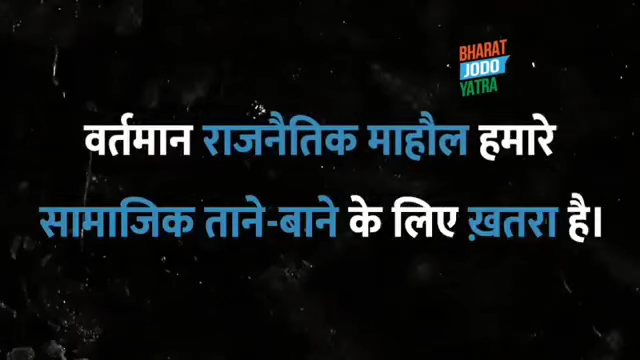 BHARAT
JODO
YATRA
वर्तमान राजनैतिक माहौल हमारे
सामाजिक ताने-बाने के लिए ख़तरा है।